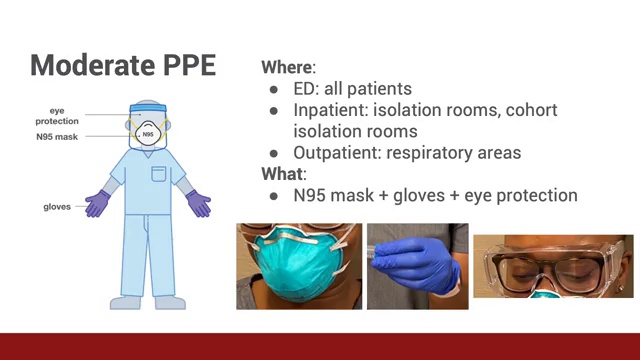 Moderate PPE
eye
protection
N95 mask
N95
gloves
Where:
● ED: all patients
● Inpatient: isolation rooms, cohort
isolation rooms
● Outpatient: respiratory areas
What:
● N95 mask + gloves + eye protection